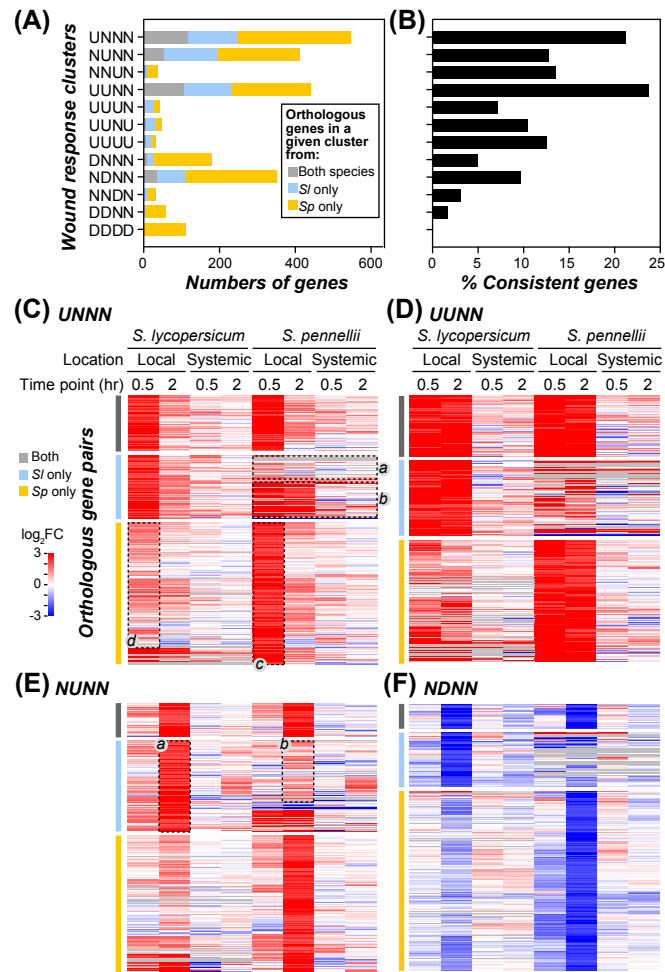 (A)
(B)
Wound response clusters
UNNN
NUNN
NNUN
UUNN
UUUN
UUNU
UUUU
DNNN
NDNN
NNDN
DDNN
DDDD
Orthologous
genes in a
given cluster
from:
Both species
Sl only
Sp only
0 200 400 600
Numbers of genes
0 5 10 15 20 25
% Consistent genes
(C) UNNN
(D) UUNN
S. lycopersicum S. pennellii
S. lycopersicum S. pennellii
Location Local Systemic Local Systemic
Local Systemic Local Systemic
Time point (hr) 0.5 2 0.5 2 0.5 2 0.5 2
0.5 2 0.5 2 0.5 2 0.5 2
Both
Sl only
Sp only
log2FC
3
0
-3
Orthologous gene pairs
a
b
d
c
(E) NUNN
(F) NDNN
a
b